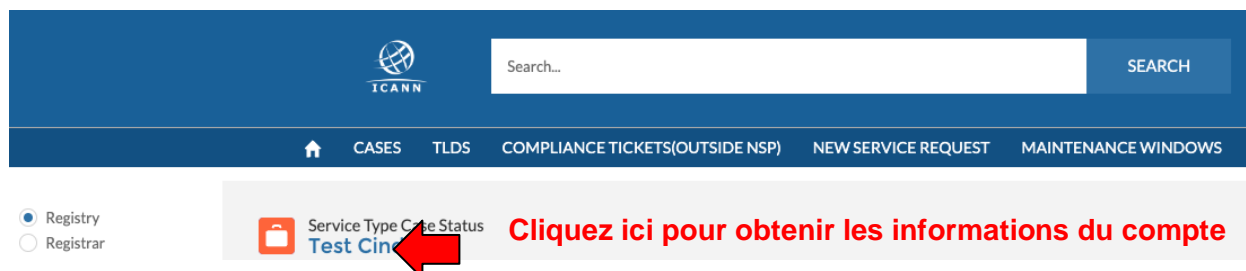 ICANN
Search...
SEARCH
CASES TLDS COMPLIANCE TICKETS(OUTSIDE NSP) NEW SERVICE REQUEST MAINTENANCE WINDOWS
Registry
Registrar
Service Type Case Status
Test
Cliquez ici pour obtenir les informations du compte